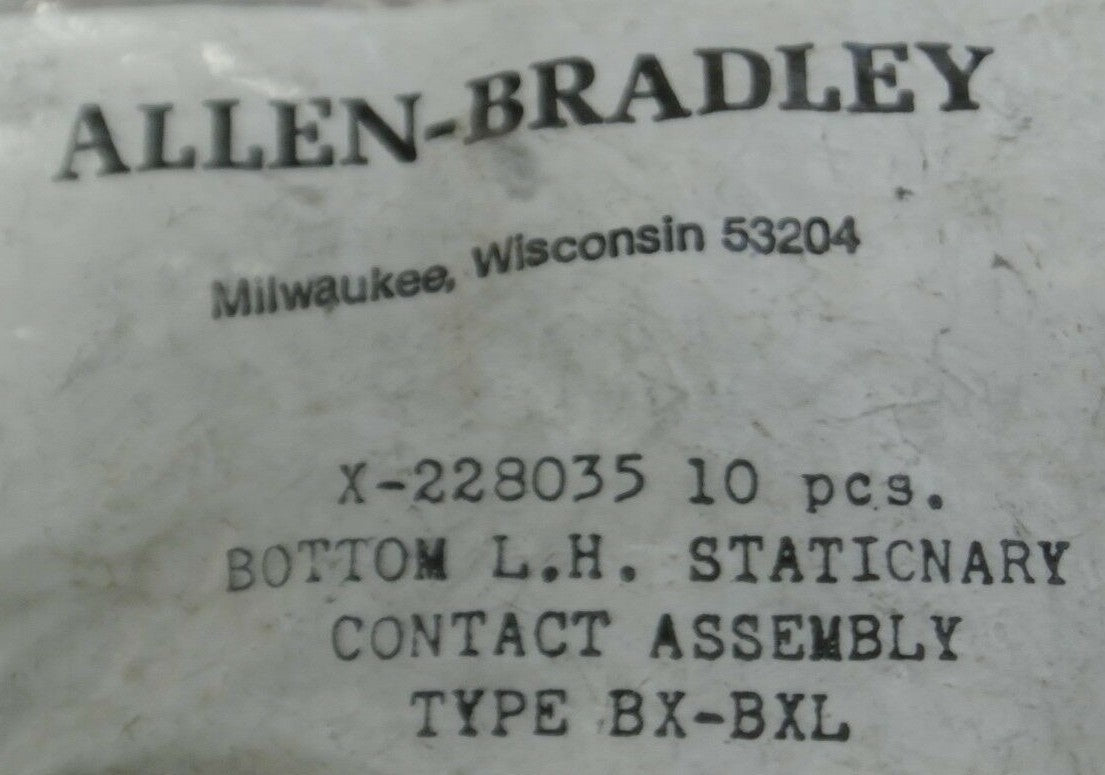 ALLEN-BRADLEY
Milwaukee, Wisconsin 53204
X-228035 10 pcs.
BOTTOM L.H. STATICNARY
CONTACT ASSEMBLY
TYPE BX-BXL